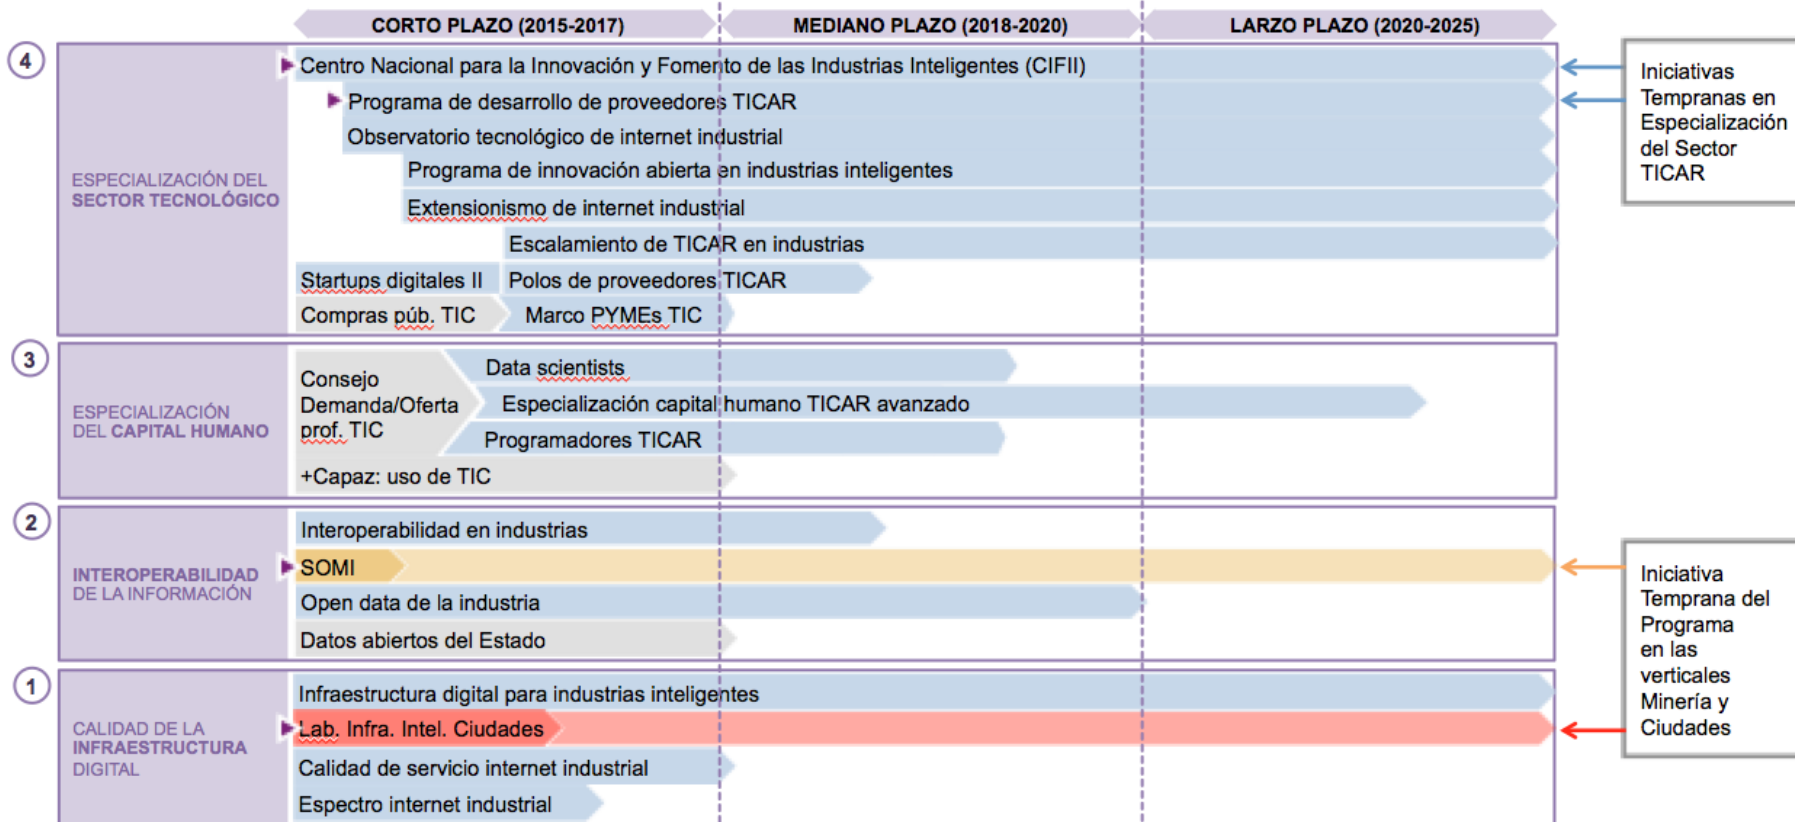 CORTO PLAZO (2015-2017)
MEDIANO PLAZO (2018-2020)
LARZO PLAZO (2020-2025)
4
ESPECIALIZACIÓN DEL
SECTOR TECNOLÓGICO
Centro Nacional para la Innovación y Fomento de las Industrias Inteligentes (CIFII)
Programa de desarrollo de proveedores TICAR
Observatorio tecnológico de internet industrial
Programa de innovación abierta en industrias inteligentes
Extensionismo de internet industrial
Escalamiento de TICAR en industrias
Startups digitales II
Polos de proveedores TICAR
Compras púb. TIC
Marco PYMEs TIC
Iniciativas
Tempranas en
Especialización
del Sector
TICAR
3
ESPECIALIZACIÓN
DEL CAPITAL HUMANO
Consejo
Demanda/Oferta
prof. TIC
Data scientists
Especialización capital humano TICAR avanzado
Programadores TICAR
+Capaz: uso de TIC
2
INTEROPERABILIDAD
DE LA INFORMACIÓN
Interoperabilidad en industrias
SOMI
Open data de la industria
Datos abiertos del Estado
Iniciativa
Temprana del
Programa
en las
verticales
Minería y
Ciudades
1
CALIDAD DE LA
INFRAESTRUCTURA
DIGITAL
Infraestructura digital para industrias inteligentes
Lab. Infra. Intel. Ciudades
Calidad de servicio internet industrial
Espectro internet industrial